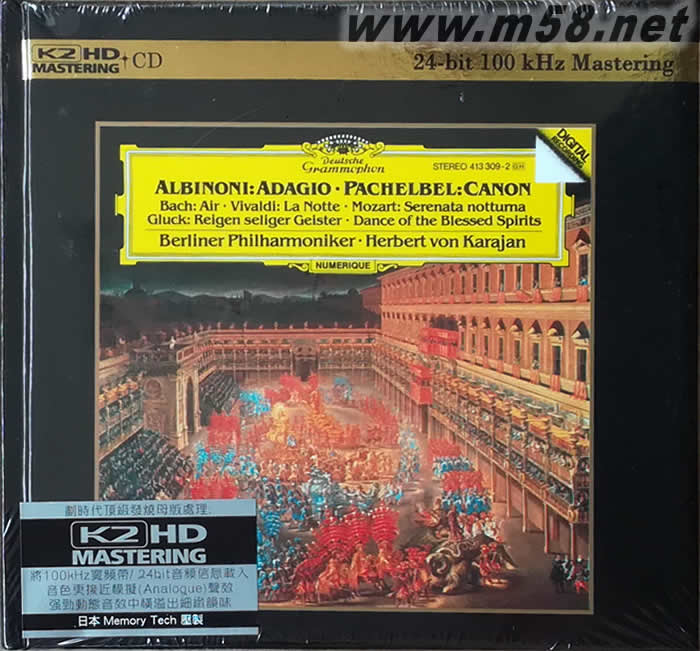 www.m58.net
K2HD
MASTERING + CD
24-bit 100 kHz Mastering
Deutsche
Grammophon
STEREO 413 309-2 GH
DIGITAL
RECORDING
ALBINONI: ADAGIO · PACHELBEL: CANON
Bach: Air · Vivaldi: La Notte · Mozart: Serenata notturna
Gluck: Reigen seliger Geister · Dance of the Blessed Spirits
Berliner Philharmoniker · Herbert von Karajan
NUMERIQUE
劃時代頂級發燒母版處理.
K2HD
MASTERING
將100kHz寬頻帶/24bit音頻信息載入
音色更接近模擬(Analogue)聲效
强勁動態音效中橫溢出細緻韻味
日本 Memory Tech 壓製